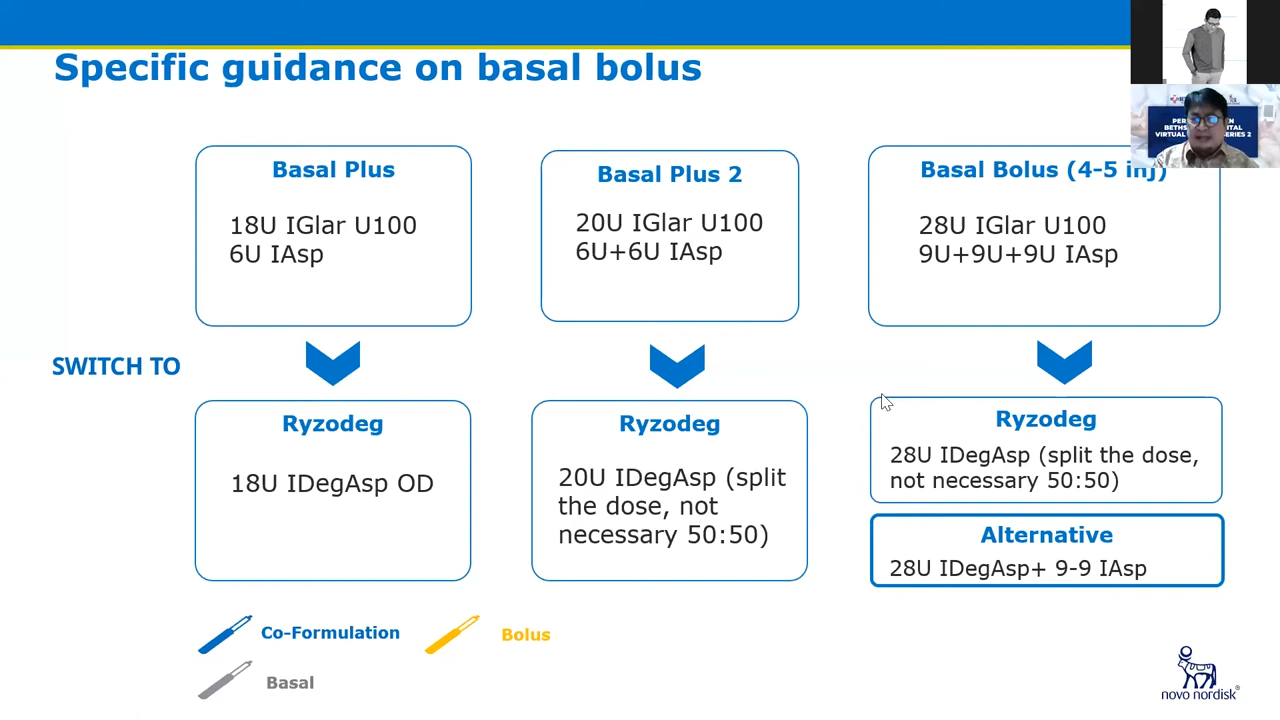 Specific guidance on basal bolus
Basal Plus
18U IGlar U100
6U IAsp
Basal Plus 2
20U IGlar U100
6U+6U IAsp
Basal Bolus (4-5 inj)
28U IGlar U100
9U+9U+9U IAsp
SWITCH TO
Ryzodeg
18U IDegAsp OD
Ryzodeg
20U IDegAsp (split
the dose, not
necessary 50:50)
Ryzodeg
28U IDegAsp (split the dose,
not necessary 50:50)
Alternative
28U IDegAsp+ 9-9 IAsp
Co-Formulation
Bolus
Basal
novo nordisk®